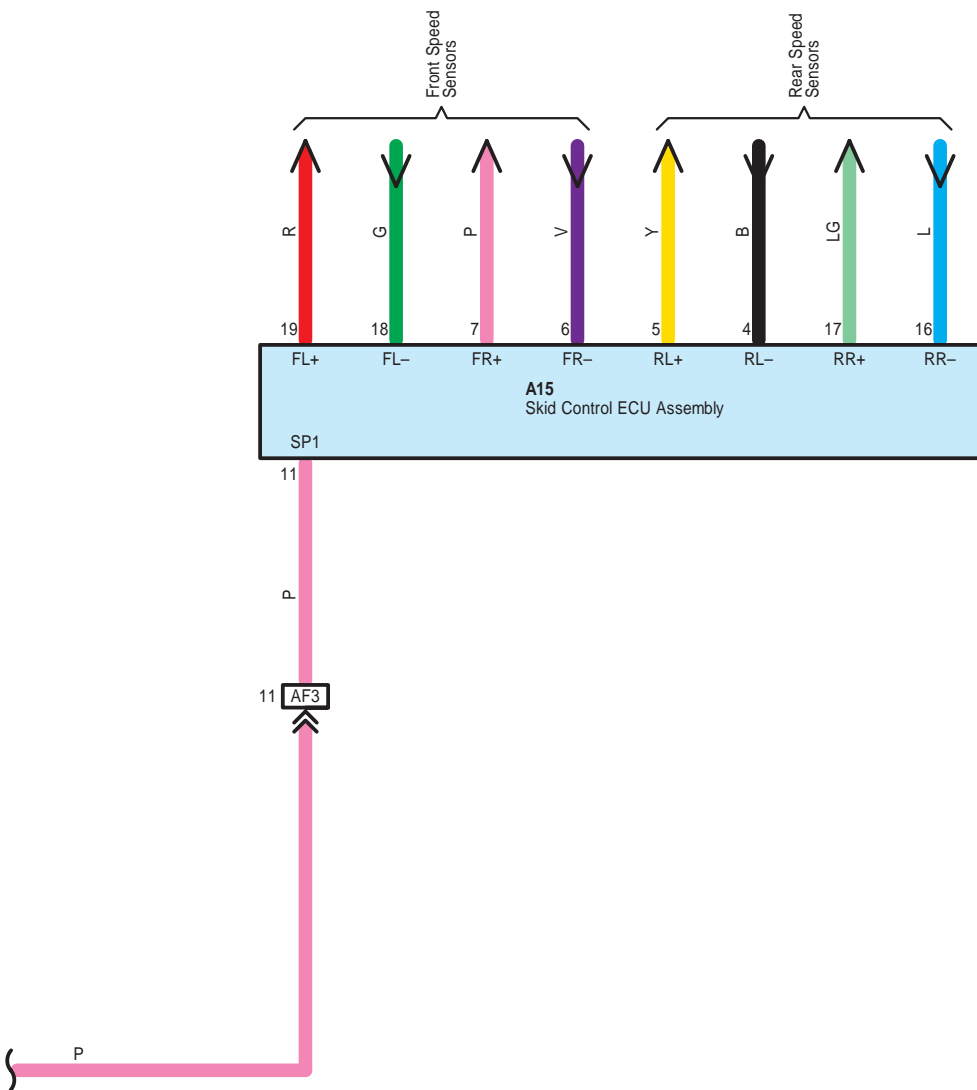 Front Speed
Sensors
Rear Speed
Sensors
R G P V Y B LG L
19 18 7 6 5 4 17 16
FL+ FL– FR+ FR– RL+ RL– RR+ RR–
A15
Skid Control ECU Assembly
SP1
11
P
11 AF3
P